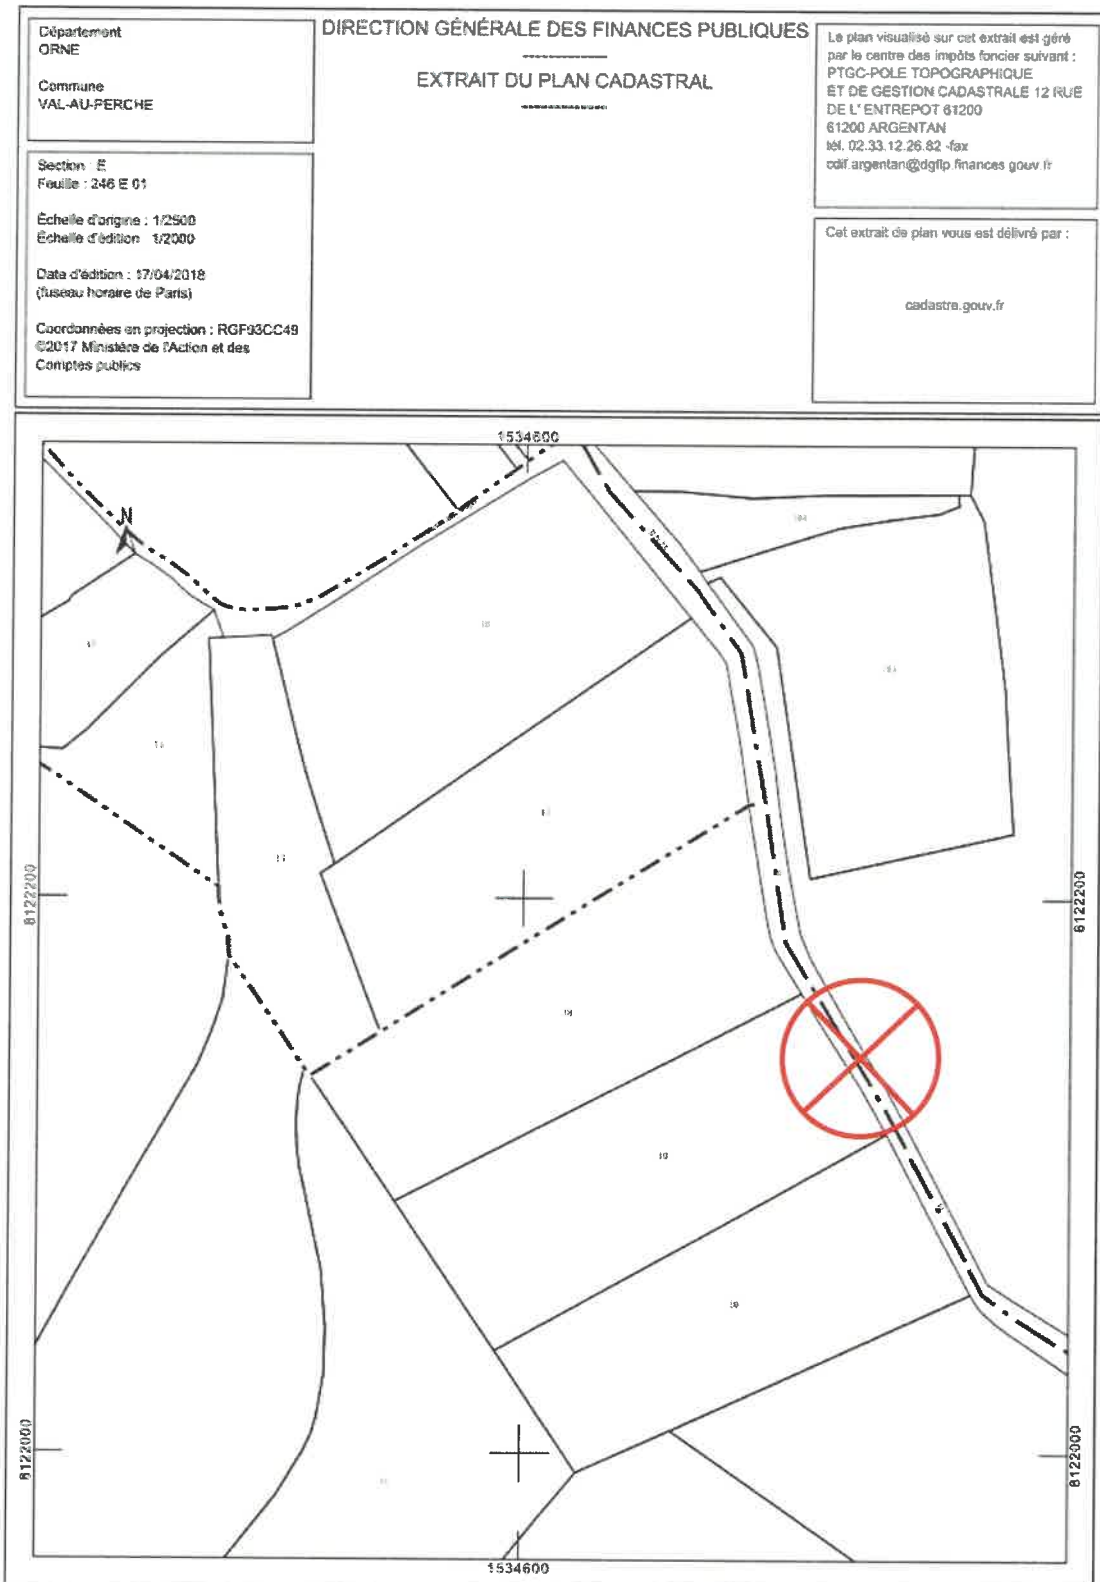 Département
ORNE
Commune
VAL-AU-PERCHE
Section : E
Feuille : 246 E 01
Échelle d'origine : 1/2500
Échelle d'édition : 1/2000
Date d'édition : 17/04/2018
(fuseau horaire de Paris)
Coordonnées en projection : RGF93CC49
©2017 Ministère de l'Action et des
Comptes publics
DIRECTION GÉNÉRALE DES FINANCES PUBLIQUES
EXTRAIT DU PLAN CADASTRAL
Le plan visualisé sur cet extrait est géré
par le centre des impôts foncier suivant :
PTGC-POLE TOPOGRAPHIQUE
ET DE GESTION CADASTRALE 12 RUE
DE L' ENTREPOT 61200
61200 ARGENTAN
tél. 02.33.12.26.82 -fax
cdif.argentan@dgfip.finances.gouv.fr
Cet extrait de plan vous est délivré par :
cadastre.gouv.fr
1534600
N
8122200
8122200
8122000
8122000
1534600